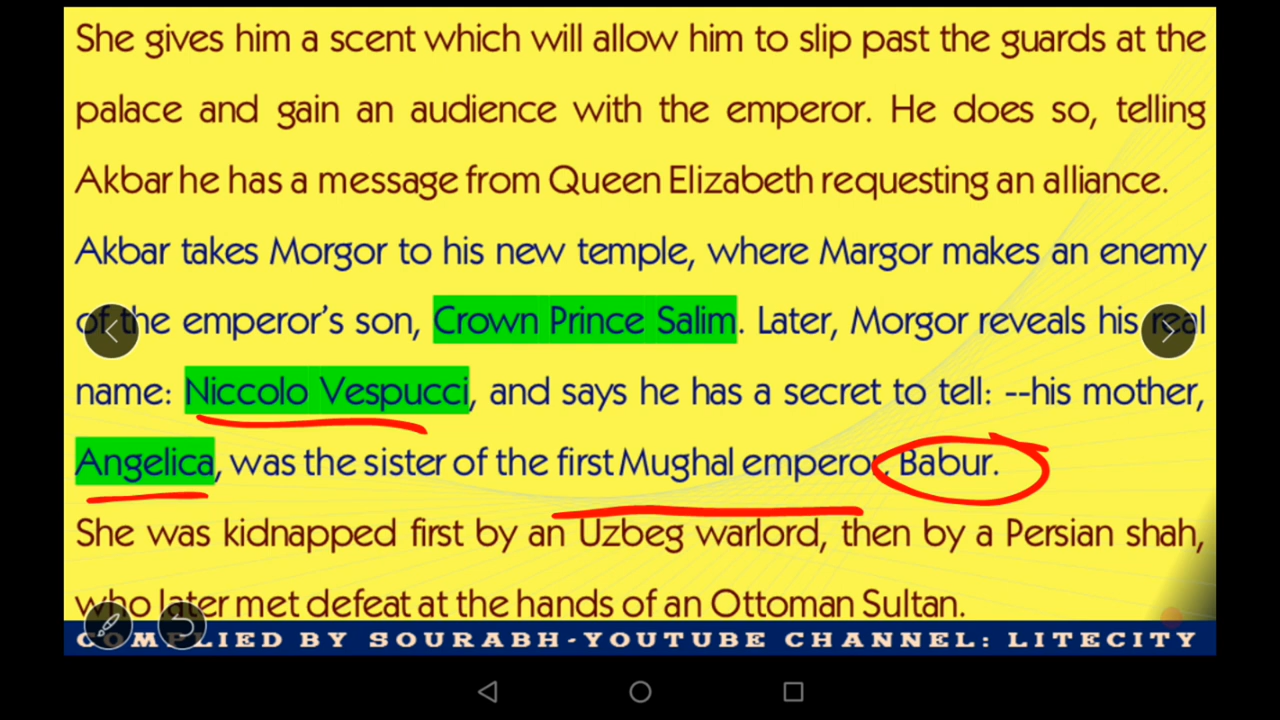 She gives him a scent which will allow him to slip past the guards at the
palace and gain an audience with the emperor. He does so, telling
Akbar he has a message from Queen Elizabeth requesting an alliance.
Akbar takes Morgor to his new temple, where Margor makes an enemy
of the emperor's son, Crown Prince Salim. Later, Morgor reveals his real
name: Niccolo Vespucci, and says he has a secret to tell: --his mother,
Angelica, was the sister of the first Mughal emperor, Babur.
She was kidnapped first by an Uzbeg warlord, then by a Persian shah,
who later met defeat at the hands of an Ottoman Sultan.
COMPLIED BY SOURABH-YOUTUBE CHANNEL: LITECITY